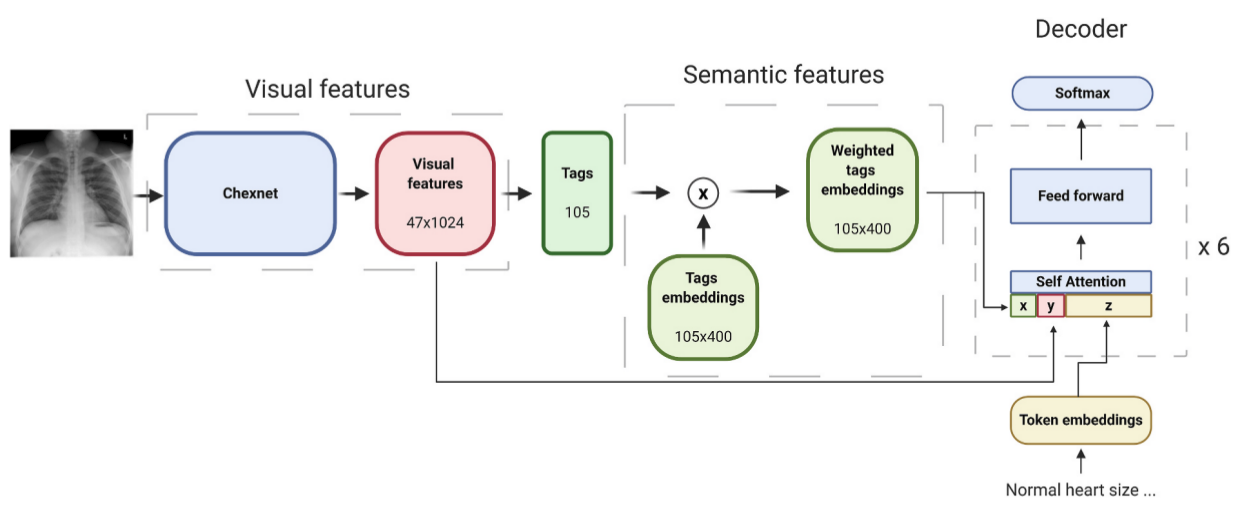 Decoder
Semantic features
Visual features
Softmax
L
Chexnet
Visual
features
47x1024
Tags
105
x
Weighted
tags
embeddings
105x400
Feed forward
x 6
Self Attention
x y z
Tags
embeddings
105x400
Token embeddings
Normal heart size ...